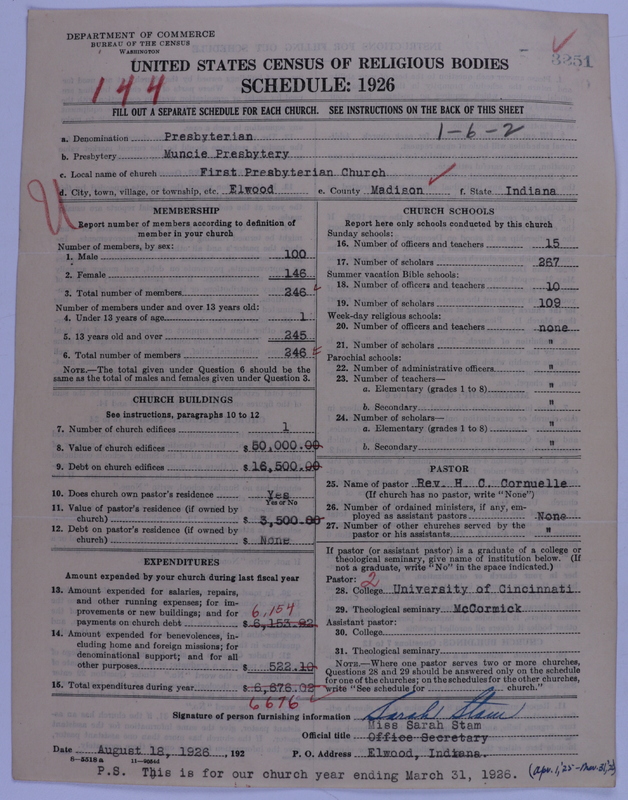 DEPARTMENT OF COMMERCE
BUREAU OF THE CENSUS
WASHINGTON
3351
UNITED STATES CENSUS OF RELIGIOUS BODIES
144
SCHEDULE: 1926
FILL OUT A SEPARATE SCHEDULE FOR EACH CHURCH. SEE INSTRUCTIONS ON THE BACK OF THIS SHEET
1-6-2
a. Denomination Presbyterian
b. Presbytery Muncie Presbytery
c. Local name of church First Presbyterian Church
d. City, town, village, or township, etc. Elwood e. County Madison f. State Indiana
MEMBERSHIP
Report number of members according to definition of
member in your church
Number of members, by sex:
1. Male 100
2. Female 146
3. Total number of members 246
Number of members under and over 13 years old:
4. Under 13 years of age 1
5. 13 years old and over 245
6. Total number of members 246
NOTE.—The total given under Question 6 should be the
same as the total of males and females given under Question 3.
CHURCH BUILDINGS
See instructions, paragraphs 10 to 12
7. Number of church edifices 1
8. Value of church edifices $ 50,000.00
9. Debt on church edifices $ 16,500.00
10. Does church own pastor's residence Yes
Yes or No
11. Value of pastor's residence (if owned by
church) $ 3,500.00
12. Debt on pastor's residence (if owned by
church) $ None
EXPENDITURES
Amount expended by your church during last fiscal year
13. Amount expended for salaries, repairs,
and other running expenses; for im-
provements or new buildings; and for
6,154
payments on church debt $ 6,153.92
14. Amount expended for benevolences, in-
cluding home and foreign missions; for
denominational support; and for all
other purposes $ 522.10
15. Total expenditures during year $ 6,676.02
6676
CHURCH SCHOOLS
Report here only schools conducted by this church
Sunday schools:
16. Number of officers and teachers 15
17. Number of scholars 267
Summer vacation Bible schools:
18. Number of officers and teachers 10
19. Number of scholars 109
Week-day religious schools:
20. Number of officers and teachers none
21. Number of scholars "
Parochial schools:
22. Number of administrative officers "
23. Number of teachers—
a. Elementary (grades 1 to 8) "
b. Secondary "
24. Number of scholars—
a. Elementary (grades 1 to 8) "
b. Secondary "
PASTOR
25. Name of pastor Rev. H. C. Cornuelle
(If church has no pastor, write "None")
26. Number of ordained ministers, if any, em-
ployed as assistant pastors None
27. Number of other churches served by the
pastor or his assistants "
If pastor (or assistant pastor) is a graduate of a college or
theological seminary, give name of institution below. (If
not a graduate, write "No" in the space indicated.)
Pastor: 2
28. College University of Cincinnati
29. Theological seminary McCormick
Assistant pastor:
30. College
31. Theological seminary
NOTE.—Where one pastor serves two or more churches,
Questions 28 and 29 should be answered only on the schedule
for one of the churches; on the schedules for the other churches,
write "See schedule for church."
Signature of person furnishing information Sarah Stam
Miss Sarah Stam
Official title Office Secretary
Date August 18, 1926, 192 P. O. Address Elwood, Indiana.
8-5518a 11-9054d
P.S. This is for our church year ending March 31, 1926. (Apr. 1, '25-Mar. 31, '26)